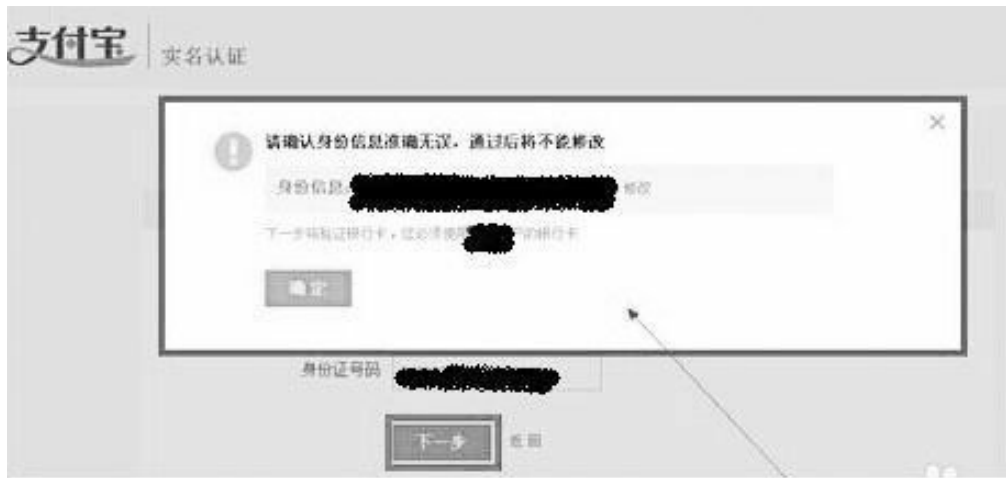 支付宝 实名认证
请确认身份信息准确无误，通过后将不能修改
身份信息： 修改
下一步将验证银行卡，您必须使用 的银行卡
确定
身份证号码
下一步 返回